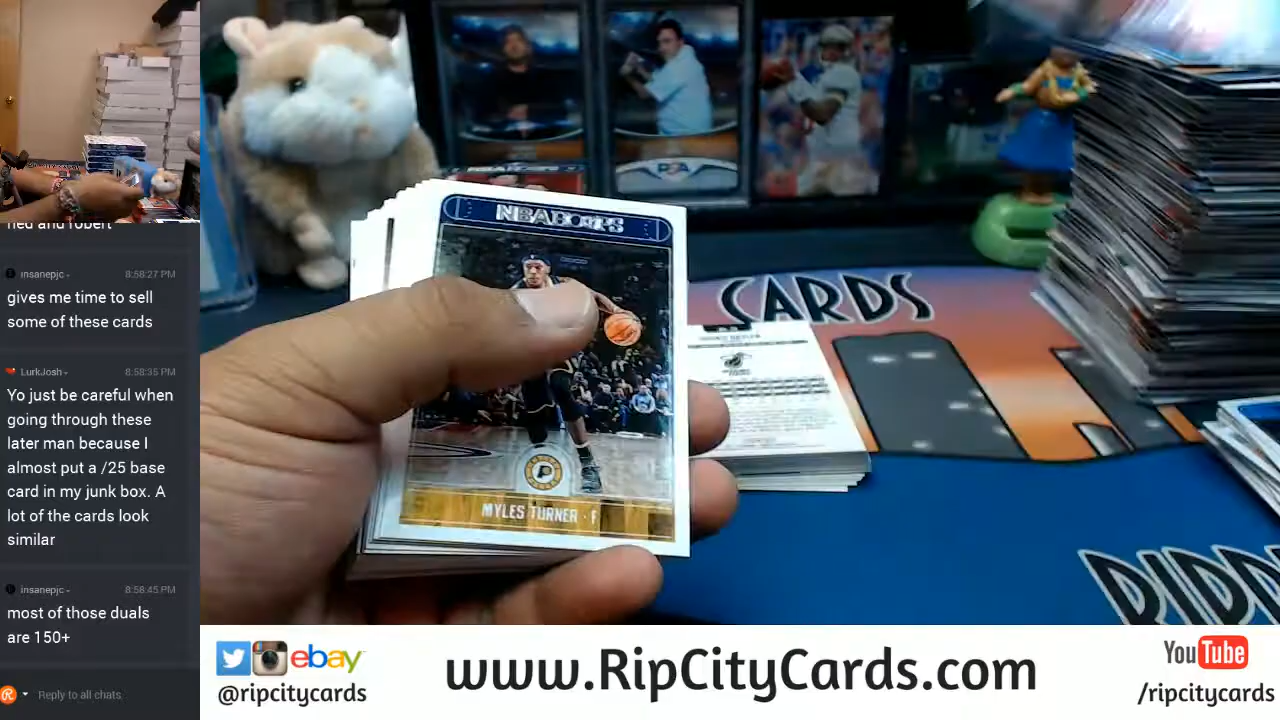 ned and robert
insanepjc
8:58:27 PM
gives me time to sell
some of these cards
LurkJosh
8:58:35 PM
Yo just be careful when
going through these
later man because I
almost put a /25 base
card in my junk box. A
lot of the cards look
similar
insanepjc
8:58:45 PM
most of those duals
are 150+
Reply to all chats
NBA HOOPS
MYLES TURNER · F
CARDS
RIPP
ebay
@ripcitycards
www.RipCityCards.com
YouTube
/ripcitycards